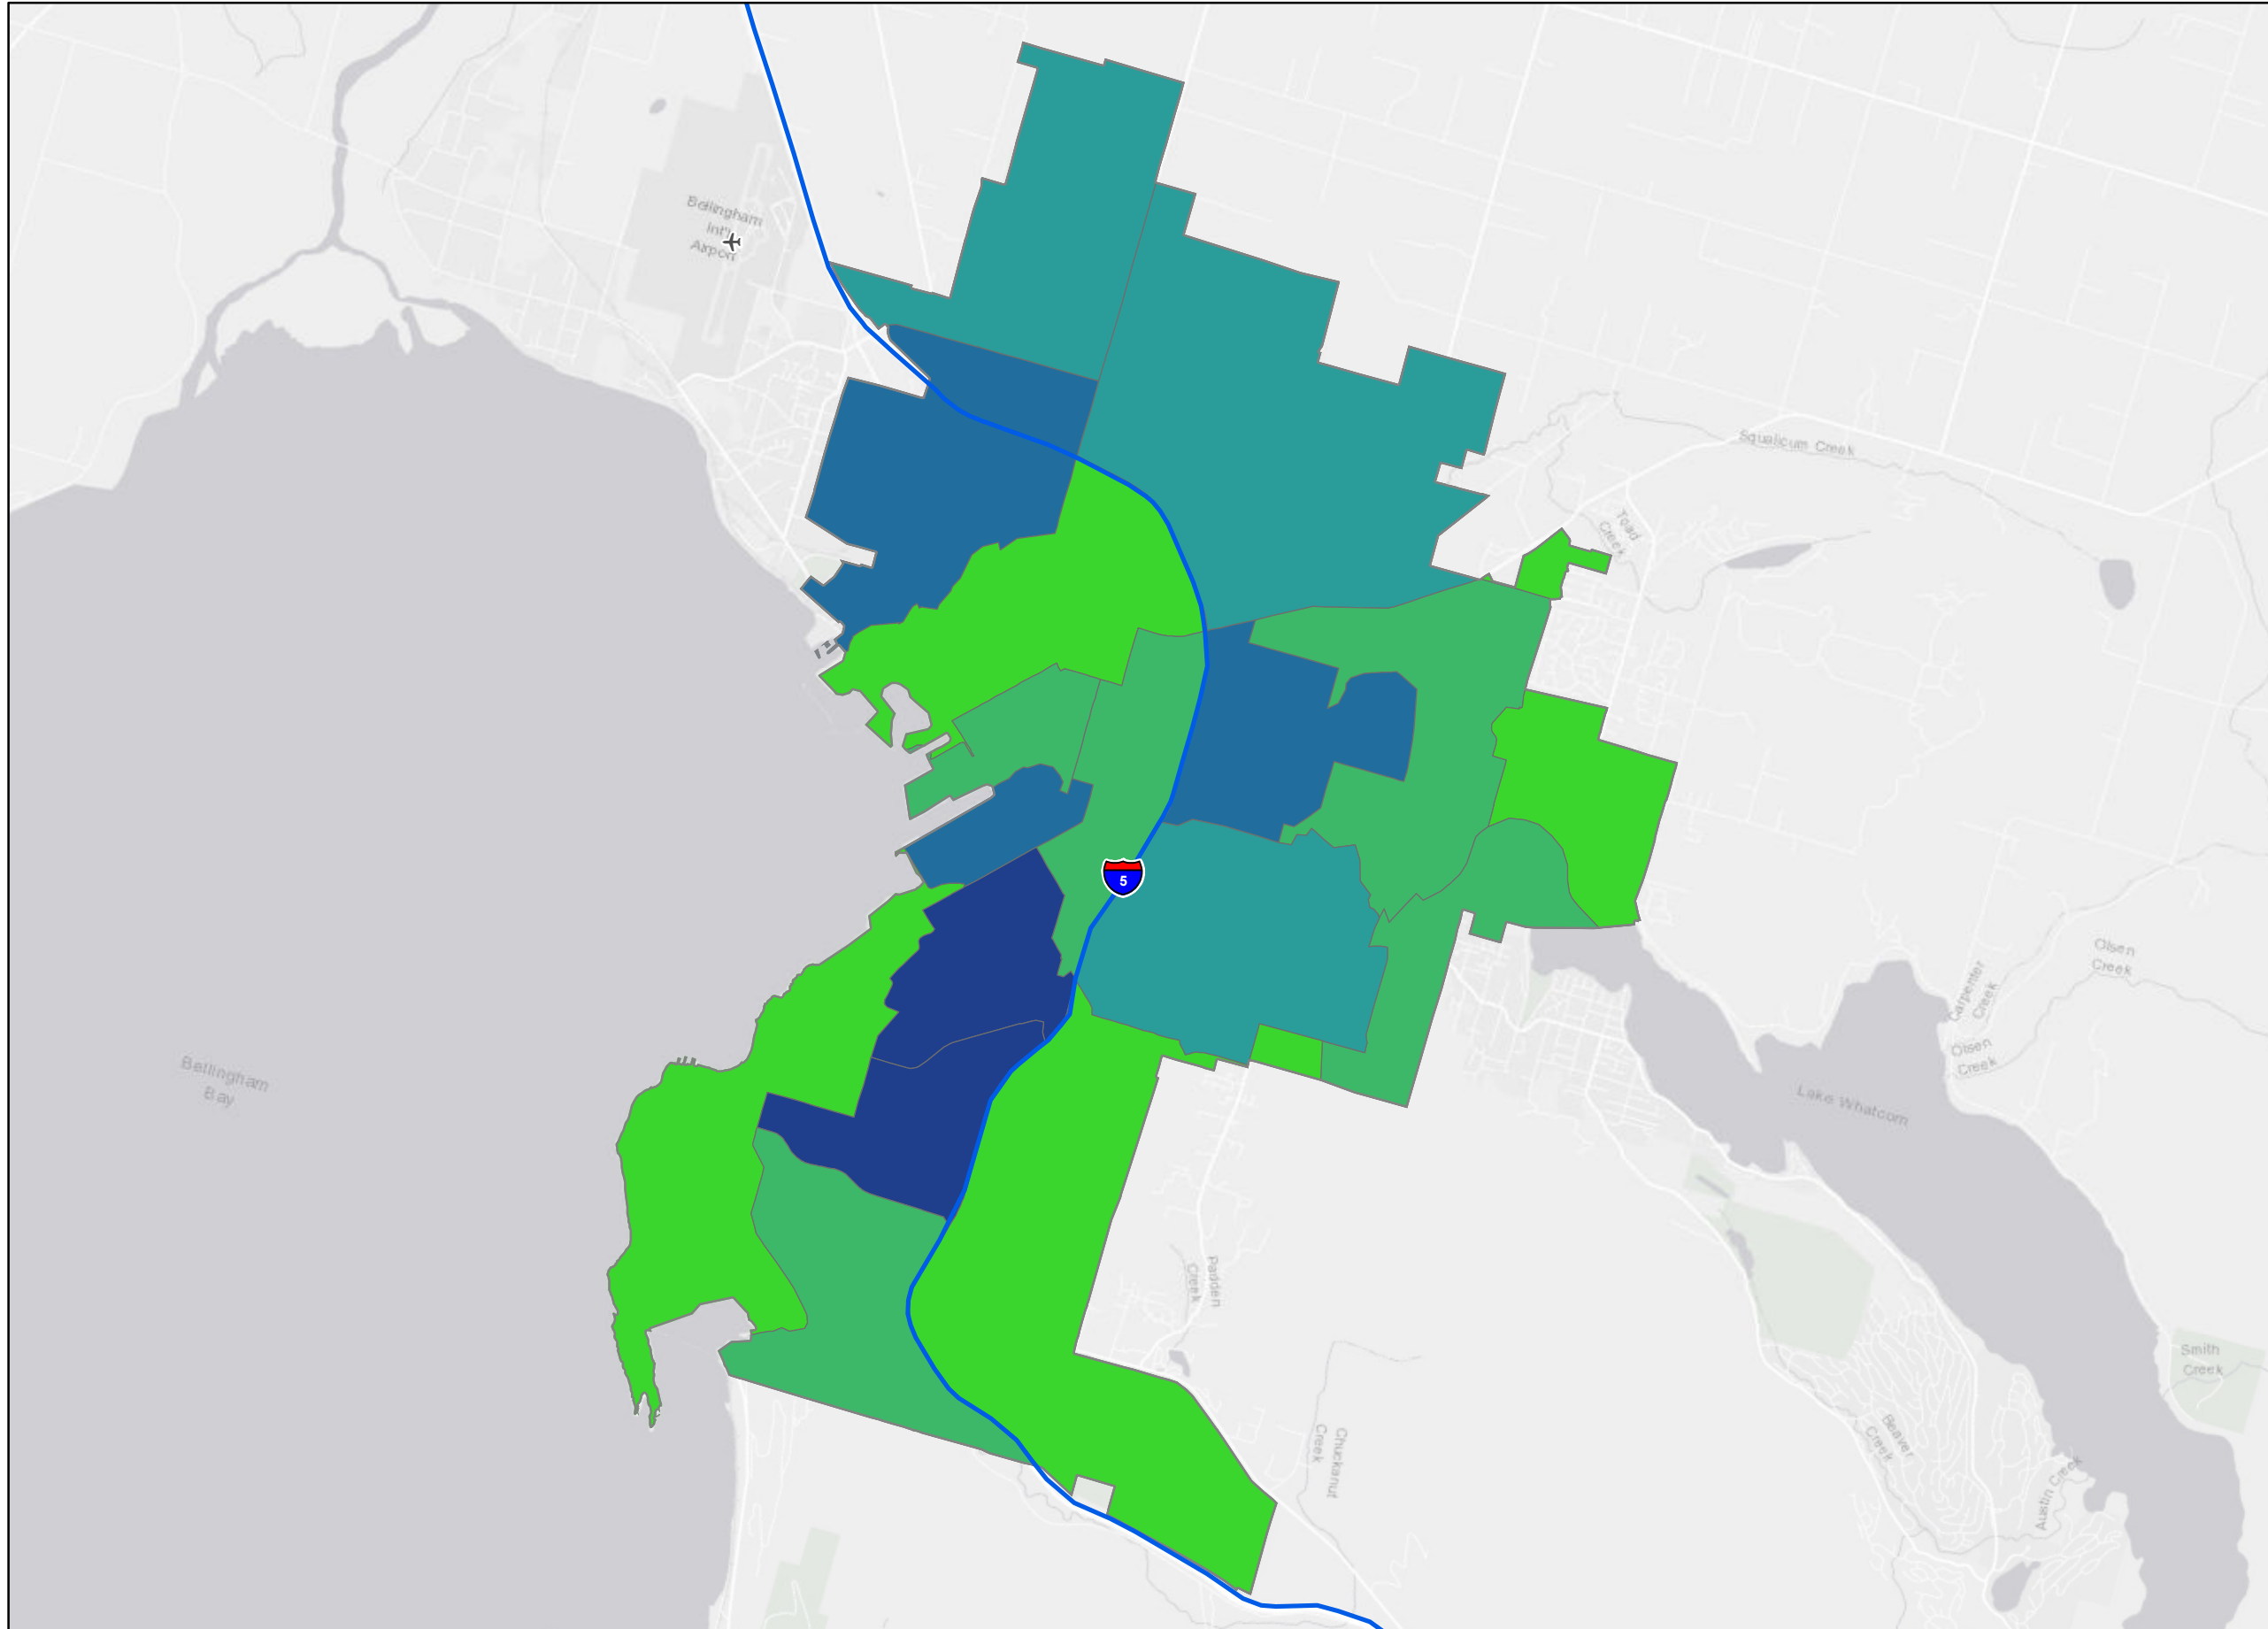 Bellingham
Int'l
Airport
Squalicum Creek
Toad
Creek
5
Olsen
Creek
Carpenter
Creek
Olsen
Creek
Bellingham
Bay
Lake Whatcom
Padden
Creek
Smith
Creek
Chuckanut
Creek
Beaver
Creek
Austin Creek